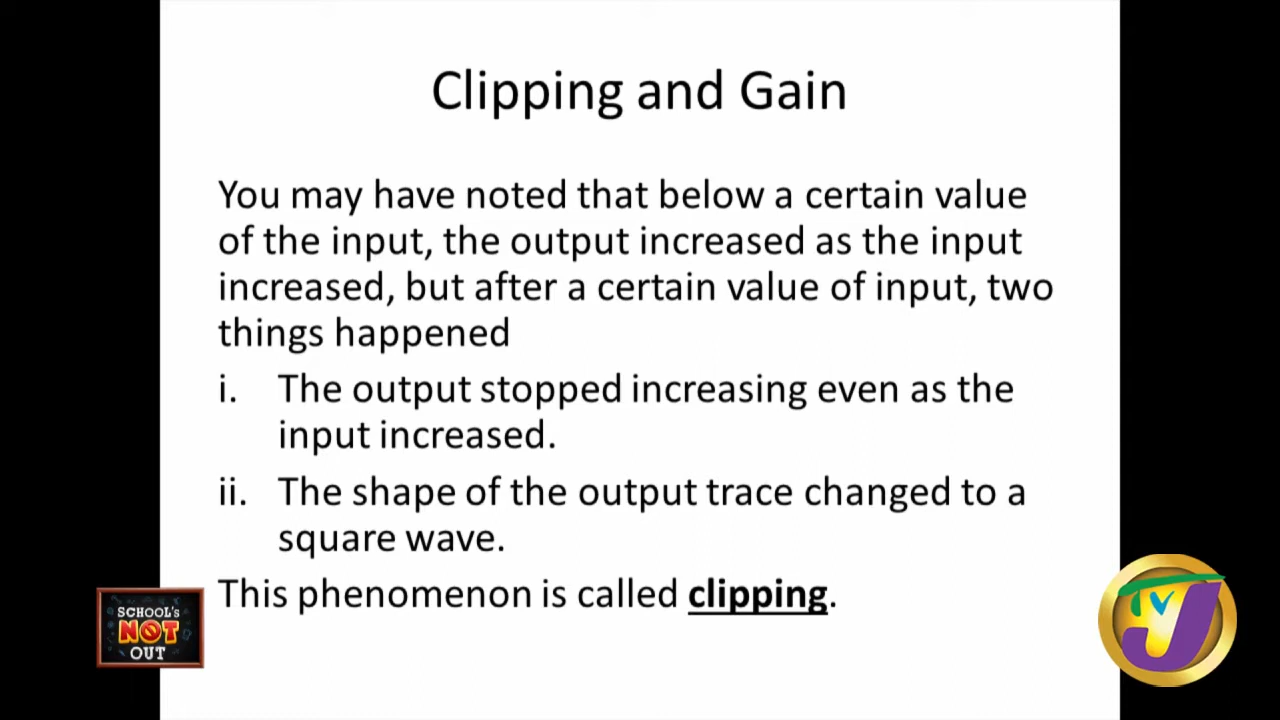 Clipping and Gain
You may have noted that below a certain value
of the input, the output increased as the input
increased, but after a certain value of input, two
things happened
i. The output stopped increasing even as the
input increased.
ii. The shape of the output trace changed to a
square wave.
This phenomenon is called clipping.
SCHOOL's
NOT
OUT
TVJ